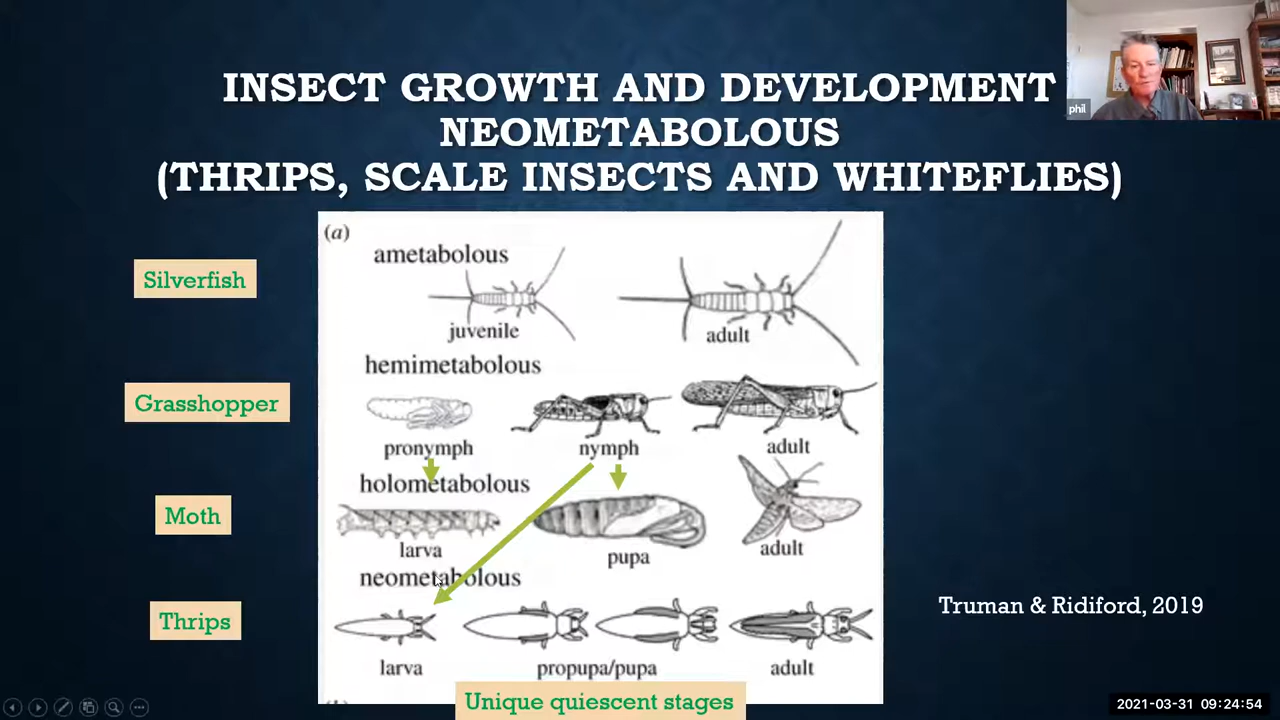 INSECT GROWTH AND DEVELOPMENT
NEOMETABOLOUS
(THRIPS, SCALE INSECTS AND WHITEFLIES)
phil
(a)
ametabolous
Silverfish
juvenile
adult
hemimetabolous
Grasshopper
pronymph
nymph
adult
holometabolous
Moth
larva
pupa
adult
neometabolous
Thrips
larva
propupa/pupa
adult
Truman & Ridiford, 2019
Unique quiescent stages
2021-03-31 09:24:54